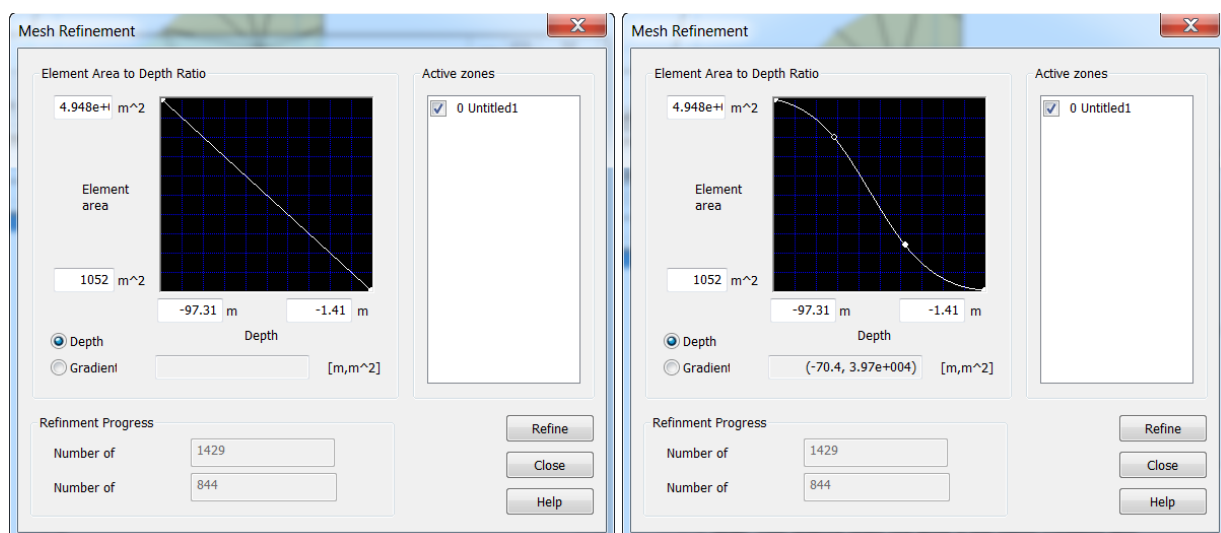 Mesh Refinement
X
Element Area to Depth Ratio
4.948e+ m^2
Element
area
1052 m^2
-97.31 m -1.41 m
Depth
Depth
Gradient [m,m^2]
Active zones
0 Untitled1
Refinment Progress
Number of 1429
Number of 844
Refine
Close
Help
Mesh Refinement
X
Element Area to Depth Ratio
4.948e+ m^2
Element
area
1052 m^2
-97.31 m -1.41 m
Depth
Depth
Gradient (-70.4, 3.97e+004) [m,m^2]
Active zones
0 Untitled1
Refinment Progress
Number of 1429
Number of 844
Refine
Close
Help